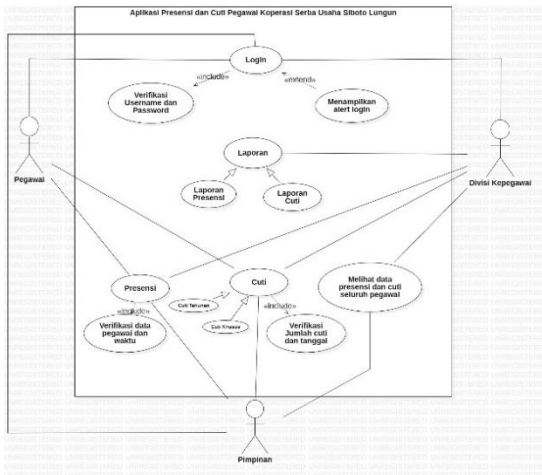 Aplikasi Presensi dan Cuti Pegawai Koperasi Serba Usaha Siboto Lungun
Login
«include»
«extend»
Verifikasi
Username dan
Password
Menampilkan
alert login
Pegawai
Divisi Kepegawai
Laporan
Laporan
Presensi
Laporan
Cuti
Presensi
Cuti
Melihat data
presensi dan cuti
seluruh pegawai
Cuti Tahunan
«include»
«include»
Cuti Khusus
Verifikasi data
pegawai dan
waktu
Verifikasi
Jumlah cuti
dan tanggal
Pimpinan